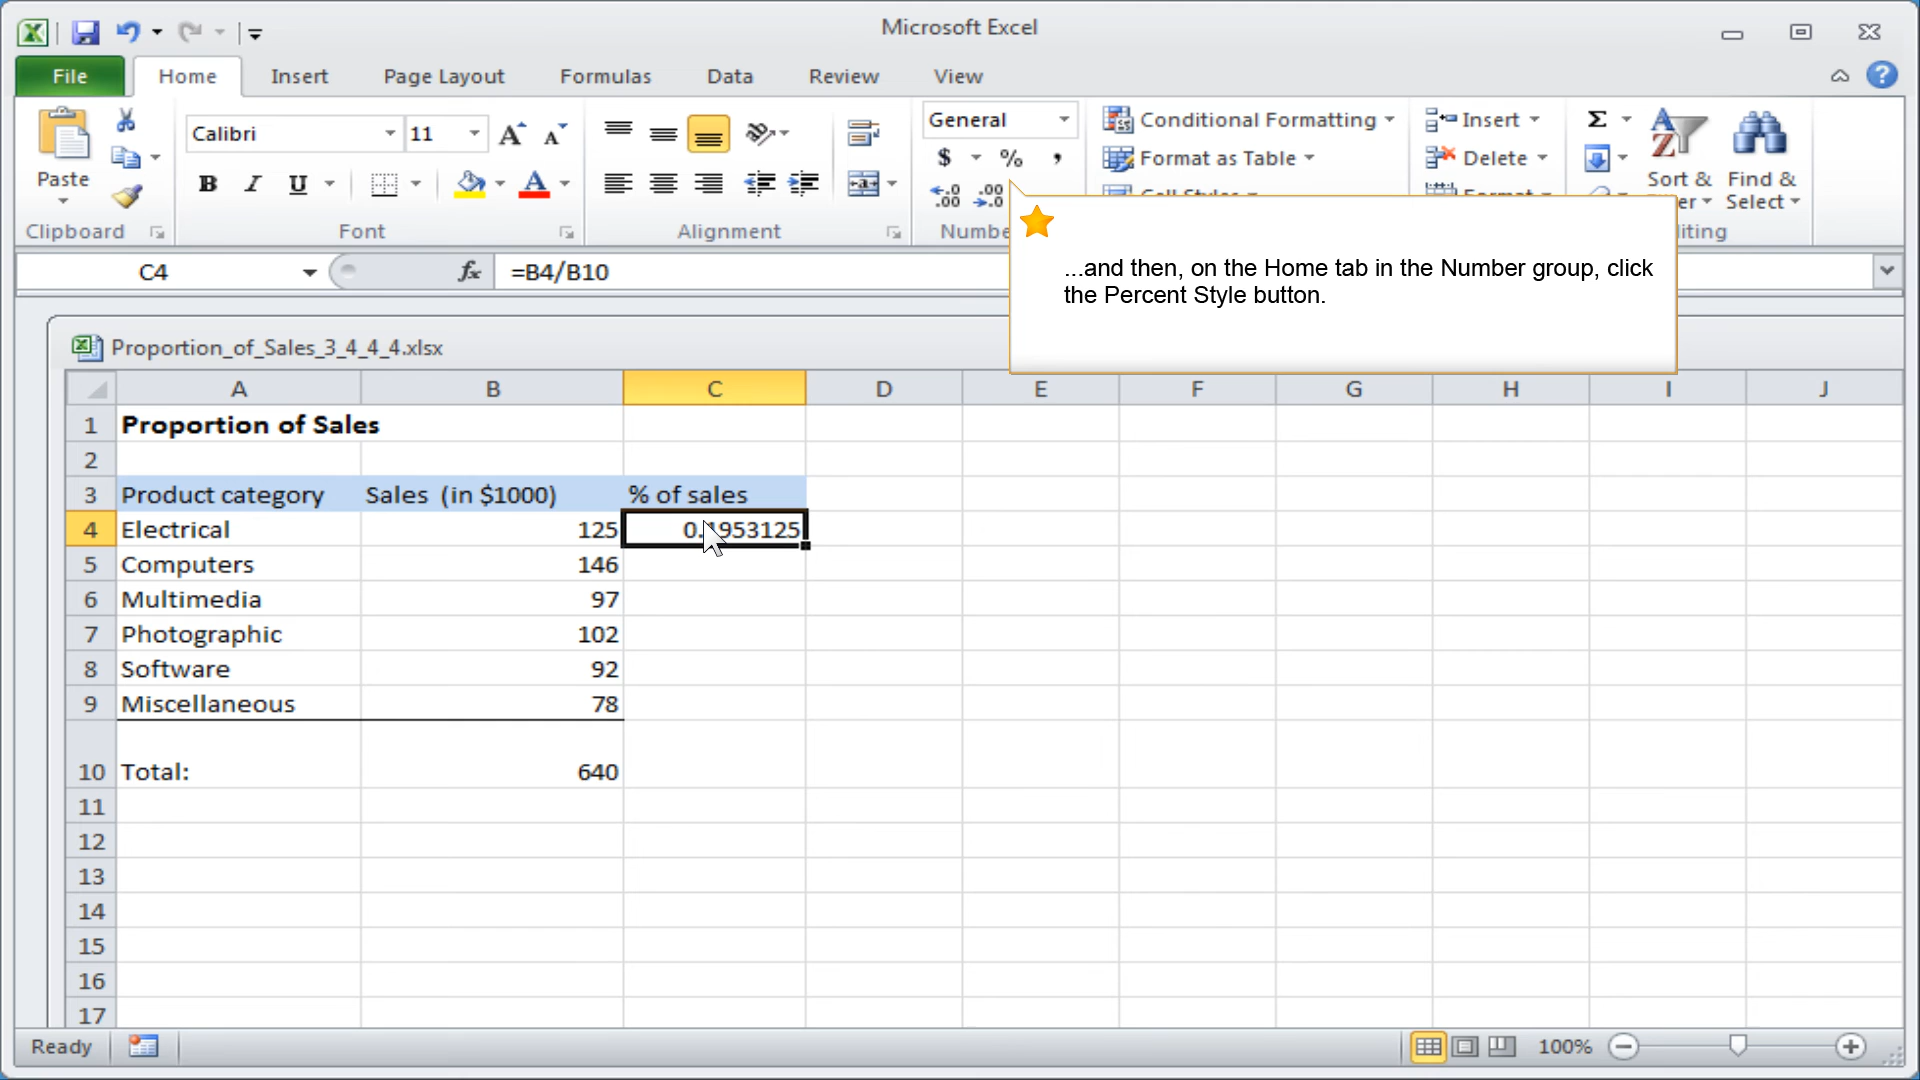 Microsoft Excel
File Home Insert Page Layout Formulas Data Review View
Paste
Calibri 11
B I U
General
$ %
Conditional Formatting
Format as Table
Insert
Delete
Sort & Find &
Select
Clipboard Font Alignment
...and then, on the Home tab in the Number group, click
the Percent Style button.
C4 fx =B4/B10
Proportion_of_Sales_3_4_4_4.xlsx
A B C D E F G H I J
1 Proportion of Sales
2
3 Product category Sales (in $1000) % of sales
4 Electrical 125 0.1953125
5 Computers 146
6 Multimedia 97
7 Photographic 102
8 Software 92
9 Miscellaneous 78
10 Total: 640
11
12
13
14
15
16
17
Ready 100%